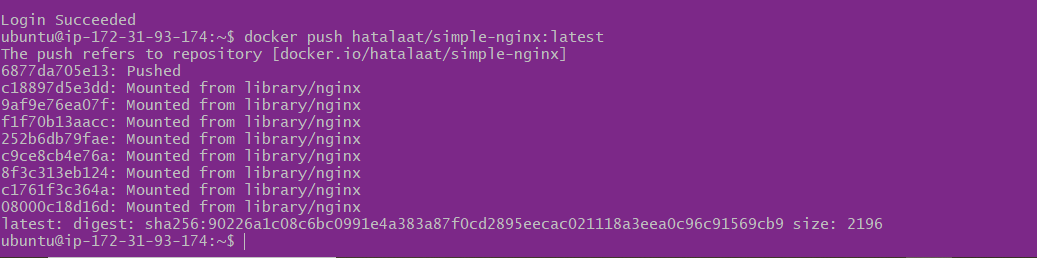 Login Succeeded
ubuntu@ip-172-31-93-174:~$ docker push hatalaat/simple-nginx:latest
The push refers to repository [docker.io/hatalaat/simple-nginx]
6877da705e13: Pushed
c18897d5e3dd: Mounted from library/nginx
9af9e76ea07f: Mounted from library/nginx
f1f70b13aacc: Mounted from library/nginx
252b6db79fae: Mounted from library/nginx
c9ce8cb4e76a: Mounted from library/nginx
8f3c313eb124: Mounted from library/nginx
c1761f3c364a: Mounted from library/nginx
08000c18d16d: Mounted from library/nginx
latest: digest: sha256:90226a1c08c6bc0991e4a383a87f0cd2895eecac021118a3eea0c96c91569cb9 size: 2196
ubuntu@ip-172-31-93-174:~$